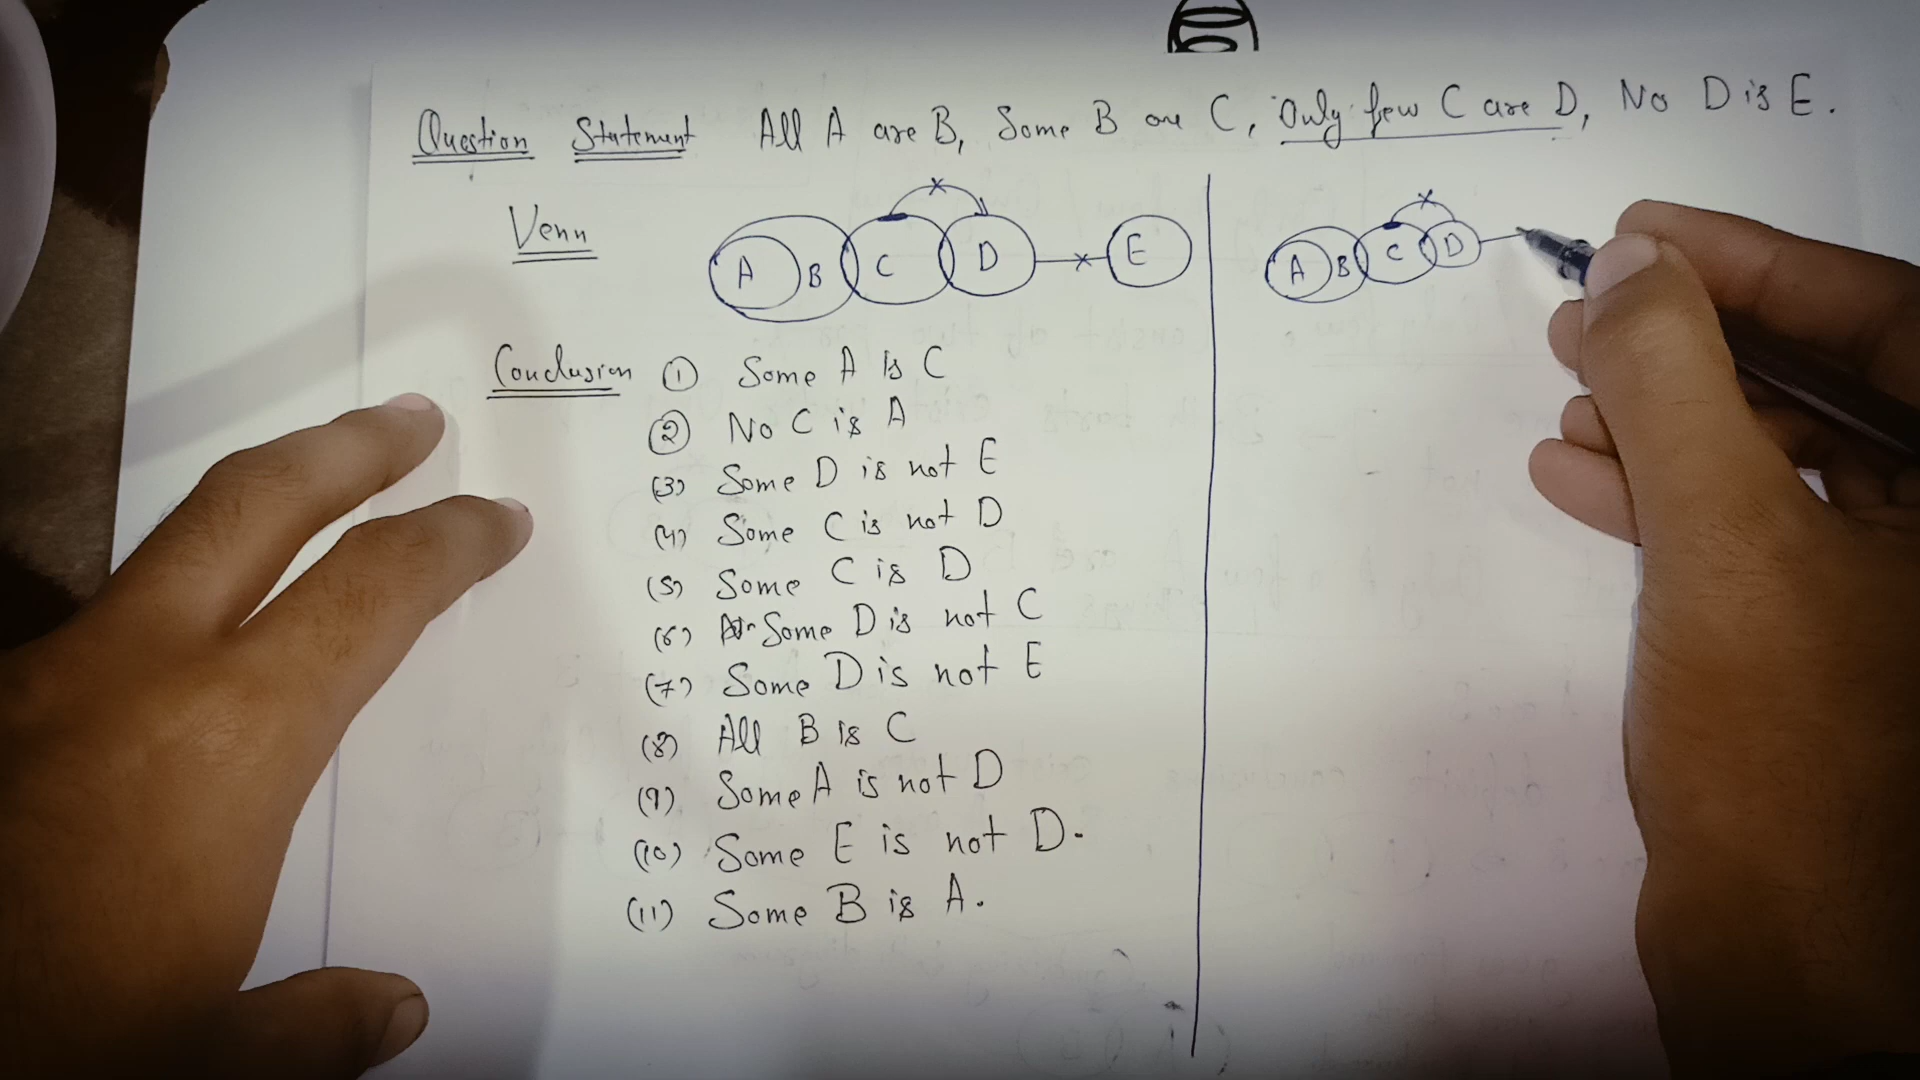 Question Statement All A are B, Some B are C, Only few C are D, No D is E.
Venn A B C D E A B C D
Conclusion ① Some A is C
② No C is A
(3) Some D is not E
(4) Some C is not D
(5) Some C is D
(6) Some D is not C
(7) Some D is not E
(8) All B is C
(9) Some A is not D
(10) Some E is not D.
(11) Some B is A.